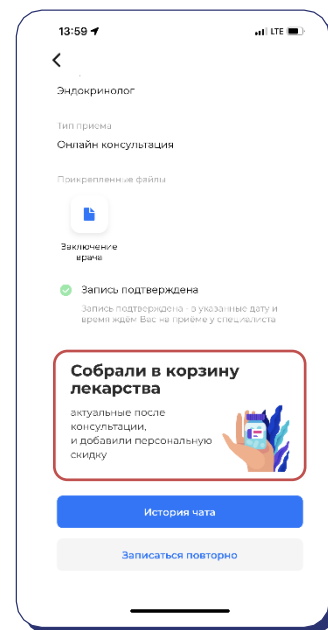 13:59
LTE
Эндокринолог
Тип приема
Онлайн консультация
Прикрепленные файлы
Заключение
врача
Запись подтверждена
Запись подтверждена - в указанные дату и
время ждём Вас на приёме у специалиста
Собрали в корзину
лекарства
актуальные после
консультации,
и добавили персональную
скидку
История чата
Записаться повторно